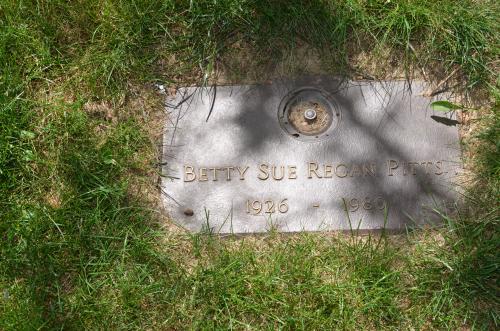 BETTY SUE REGAN PITTS
1926 - 1980